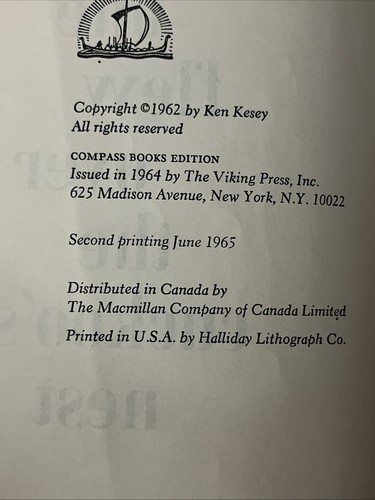 Copyright ©1962 by Ken Kesey
All rights reserved
COMPASS BOOKS EDITION
Issued in 1964 by The Viking Press, Inc.
625 Madison Avenue, New York, N.Y. 10022
Second printing June 1965
Distributed in Canada by
The Macmillan Company of Canada Limited
Printed in U.S.A. by Halliday Lithograph Co.